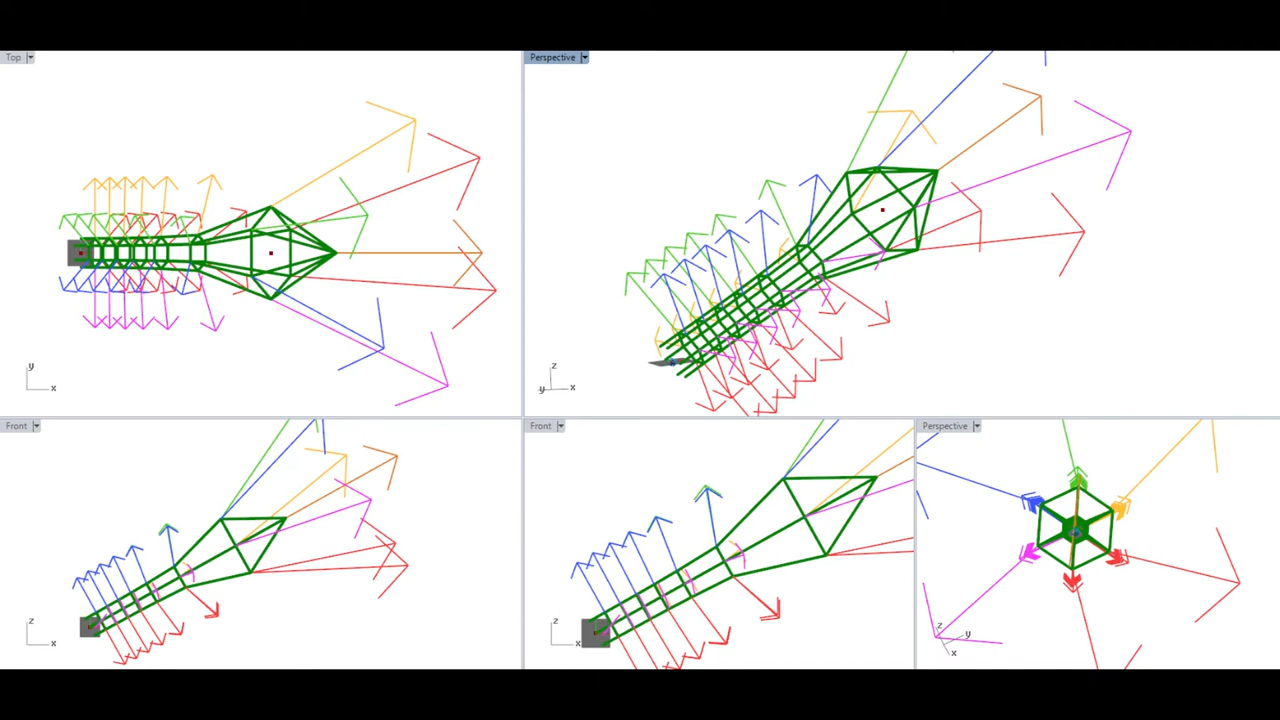 Top
Perspective
y
x
z
y
x
Front
Front
Perspective
z
x
z
x
z
y
x